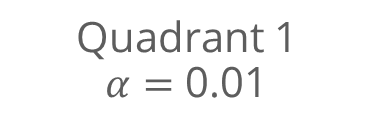 Quadrant 1
α = 0.01